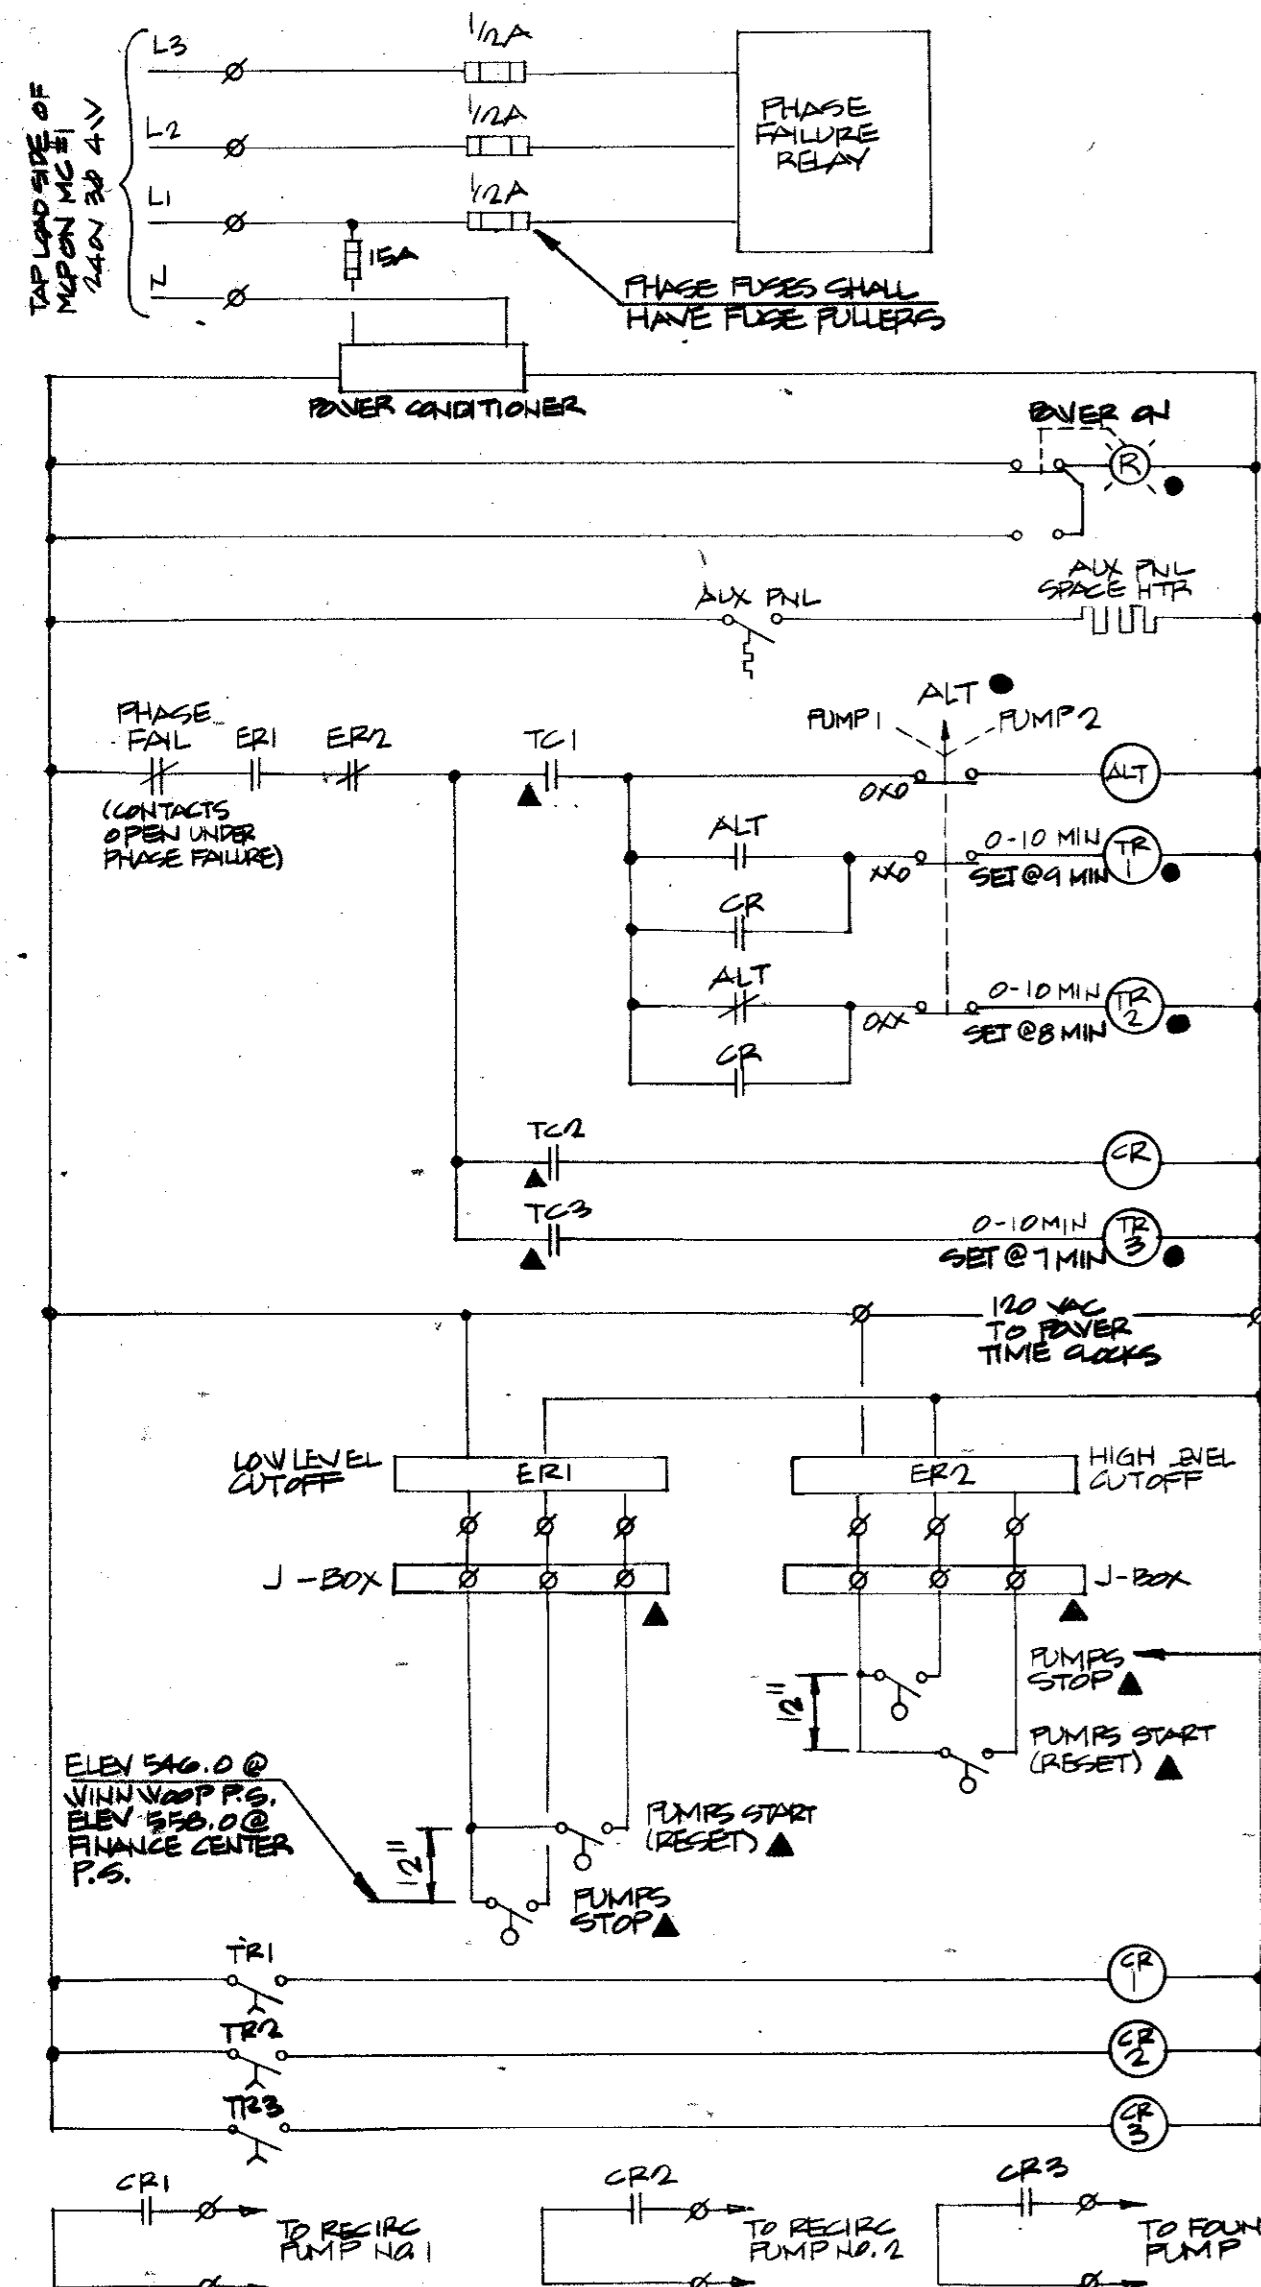 TAP LOAD SIDE OF
MCP ON MC #1
240V 3Ø 4W
L3
1/2A
L2
1/2A
L1
1/2A
15A
N
PHASE
FAILURE
RELAY
PHASE FUSES SHALL
HAVE FUSE PULLERS
POWER CONDITIONER
POWER ON
R
AUX PNL
AUX PNL
SPACE HTR
ALT
PUMP 1
PUMP 2
PHASE
FAIL
ER1
ER2
TC1
OXO
ALT
(CONTACTS
OPEN UNDER
PHASE FAILURE)
ALT
XXO
0-10 MIN
SET @ 9 MIN
TR
1
CR
ALT
OXX
0-10 MIN
SET @ 8 MIN
TR
2
CR
TC2
CR
TC3
0-10 MIN
SET @ 7 MIN
TR
3
120 VAC
TO POWER
TIME CLOCKS
LOW LEVEL
CUTOFF
ER1
ER2
HIGH LEVEL
CUTOFF
J-BOX
J-BOX
PUMPS
STOP
12"
PUMPS START
(RESET)
ELEV 546.0 @
WINN WOOP P.S.
ELEV 558.0 @
FINANCE CENTER
P.S.
12"
PUMPS START
(RESET)
PUMPS
STOP
TR1
CR
1
TR2
CR
2
TR3
CR
3
CR1
TO RECIRC
PUMP NO. 1
CR2
TO RECIRC
PUMP NO. 2
CR3
TO FOUN
PUMP